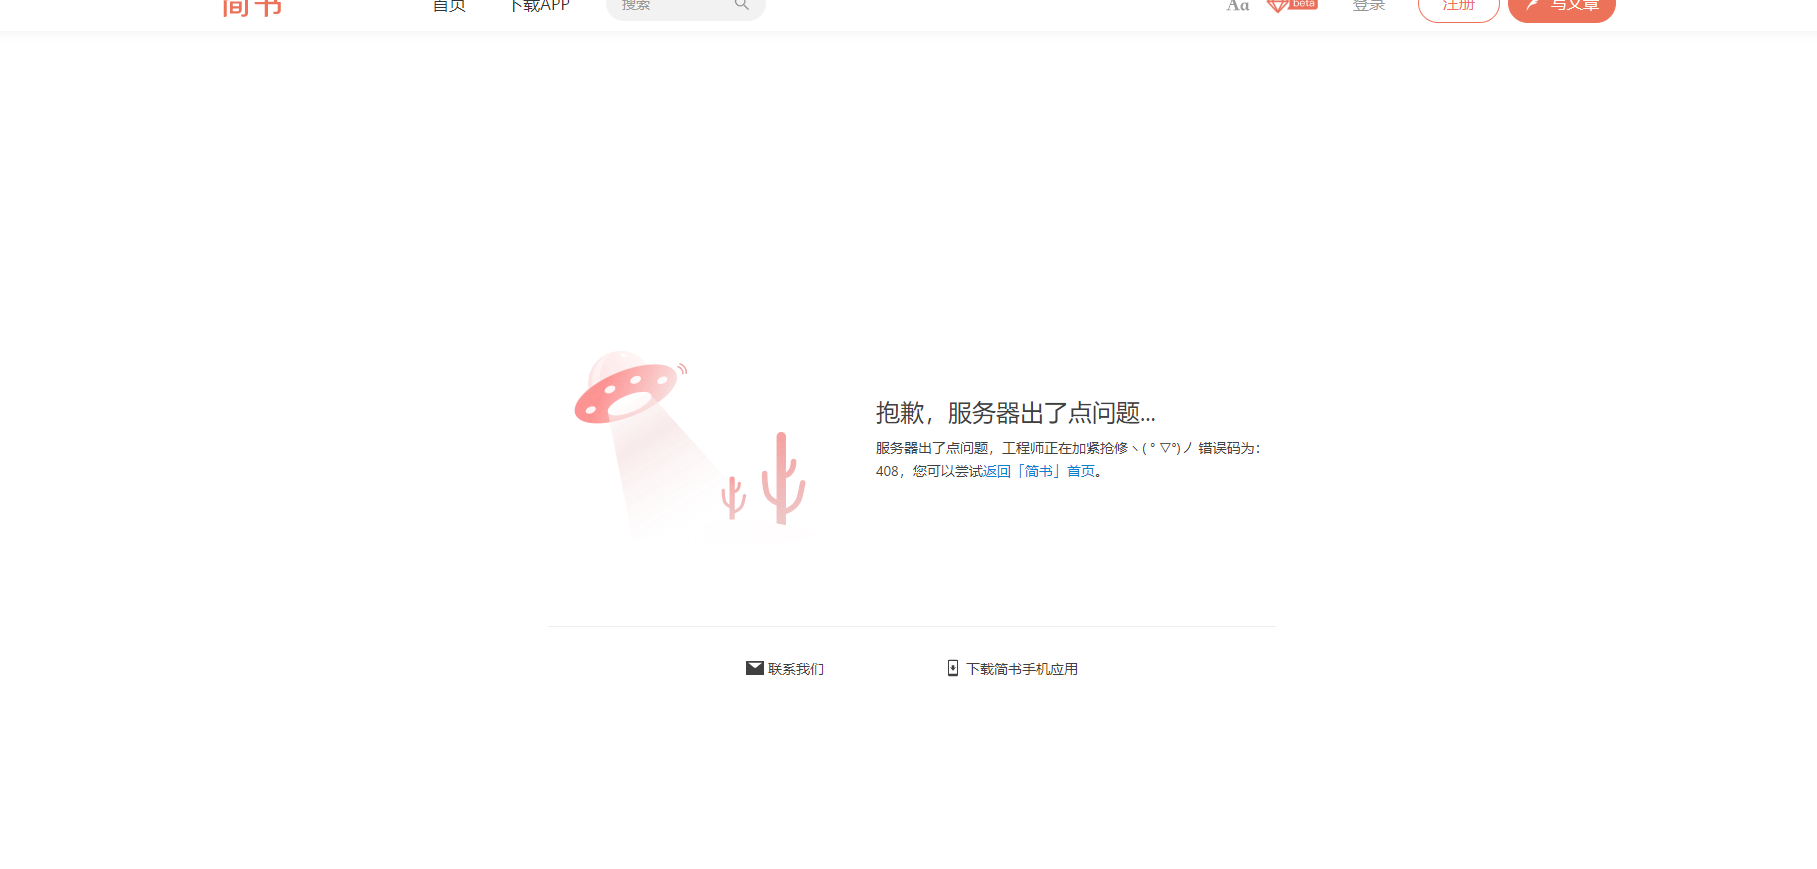 简书
首页
下载APP
搜索
Aa
beta
登录
注册
写文章
抱歉，服务器出了点问题...
服务器出了点问题，工程师正在加紧抢修ヽ( ° ▽°)ノ 错误码为：
408，您可以尝试返回「简书」首页。
联系我们
下载简书手机应用